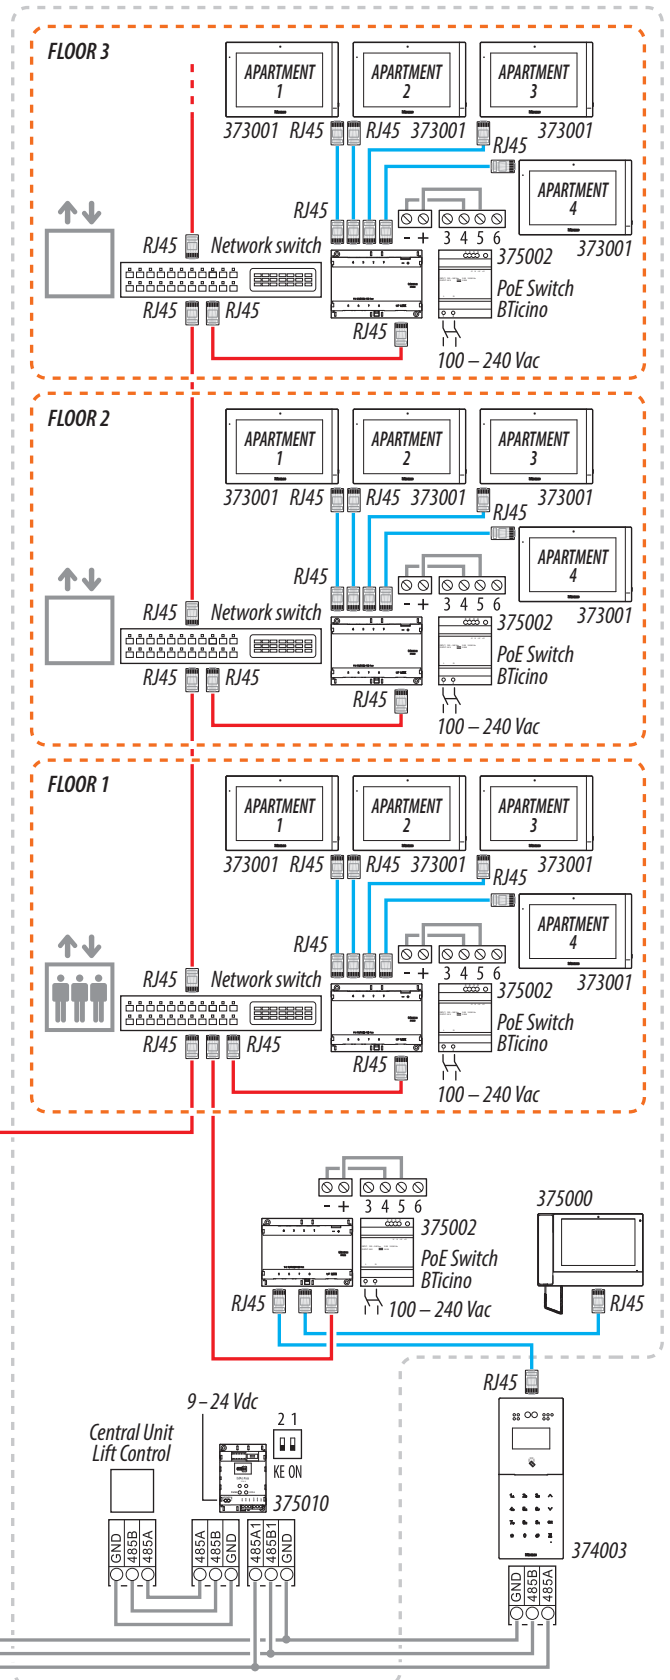 FLOOR 3
APARTMENT
1
APARTMENT
2
APARTMENT
3
373001 RJ45 RJ45 373001 373001
RJ45
APARTMENT
4
373001
RJ45
- + 3 4 5 6
RJ45 Network switch
375002
PoE Switch
BTicino
RJ45 RJ45
RJ45
100 – 240 Vac
FLOOR 2
APARTMENT
1
APARTMENT
2
APARTMENT
3
373001 RJ45 RJ45 373001 373001
RJ45
APARTMENT
4
373001
RJ45
- + 3 4 5 6
RJ45 Network switch
375002
PoE Switch
BTicino
RJ45 RJ45
RJ45
100 – 240 Vac
FLOOR 1
APARTMENT
1
APARTMENT
2
APARTMENT
3
373001 RJ45 RJ45 373001 373001
RJ45
APARTMENT
4
373001
RJ45
- + 3 4 5 6
RJ45 Network switch
375002
PoE Switch
BTicino
RJ45 RJ45
RJ45
100 – 240 Vac
- + 3 4 5 6
375002
PoE Switch
BTicino
375000
RJ45
100 – 240 Vac
RJ45
RJ45
9 – 24 Vdc
2 1
KE ON
Central Unit
Lift Control
375010
374003
GND
485B
485A
485A
485B
GND
485A1
485B1
GND
GND
485B
485A